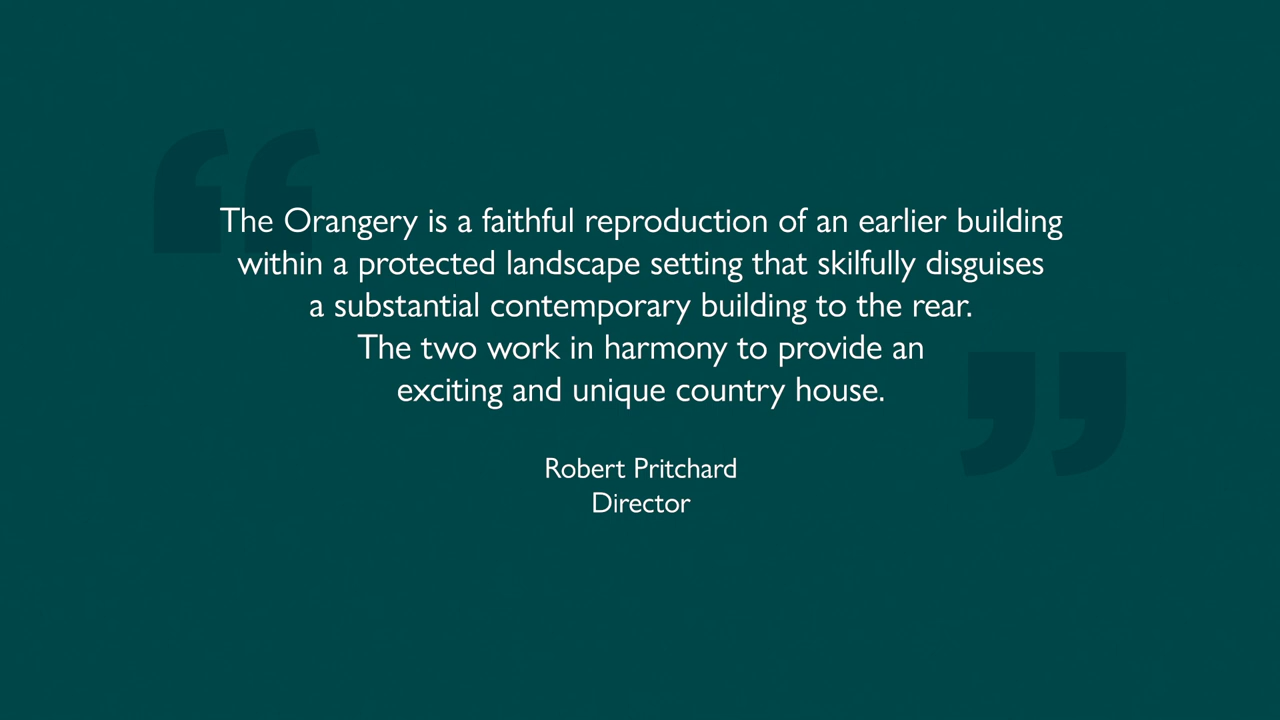 The Orangery is a faithful reproduction of an earlier building
within a protected landscape setting that skilfully disguises
a substantial contemporary building to the rear.
The two work in harmony to provide an
exciting and unique country house.
Robert Pritchard
Director